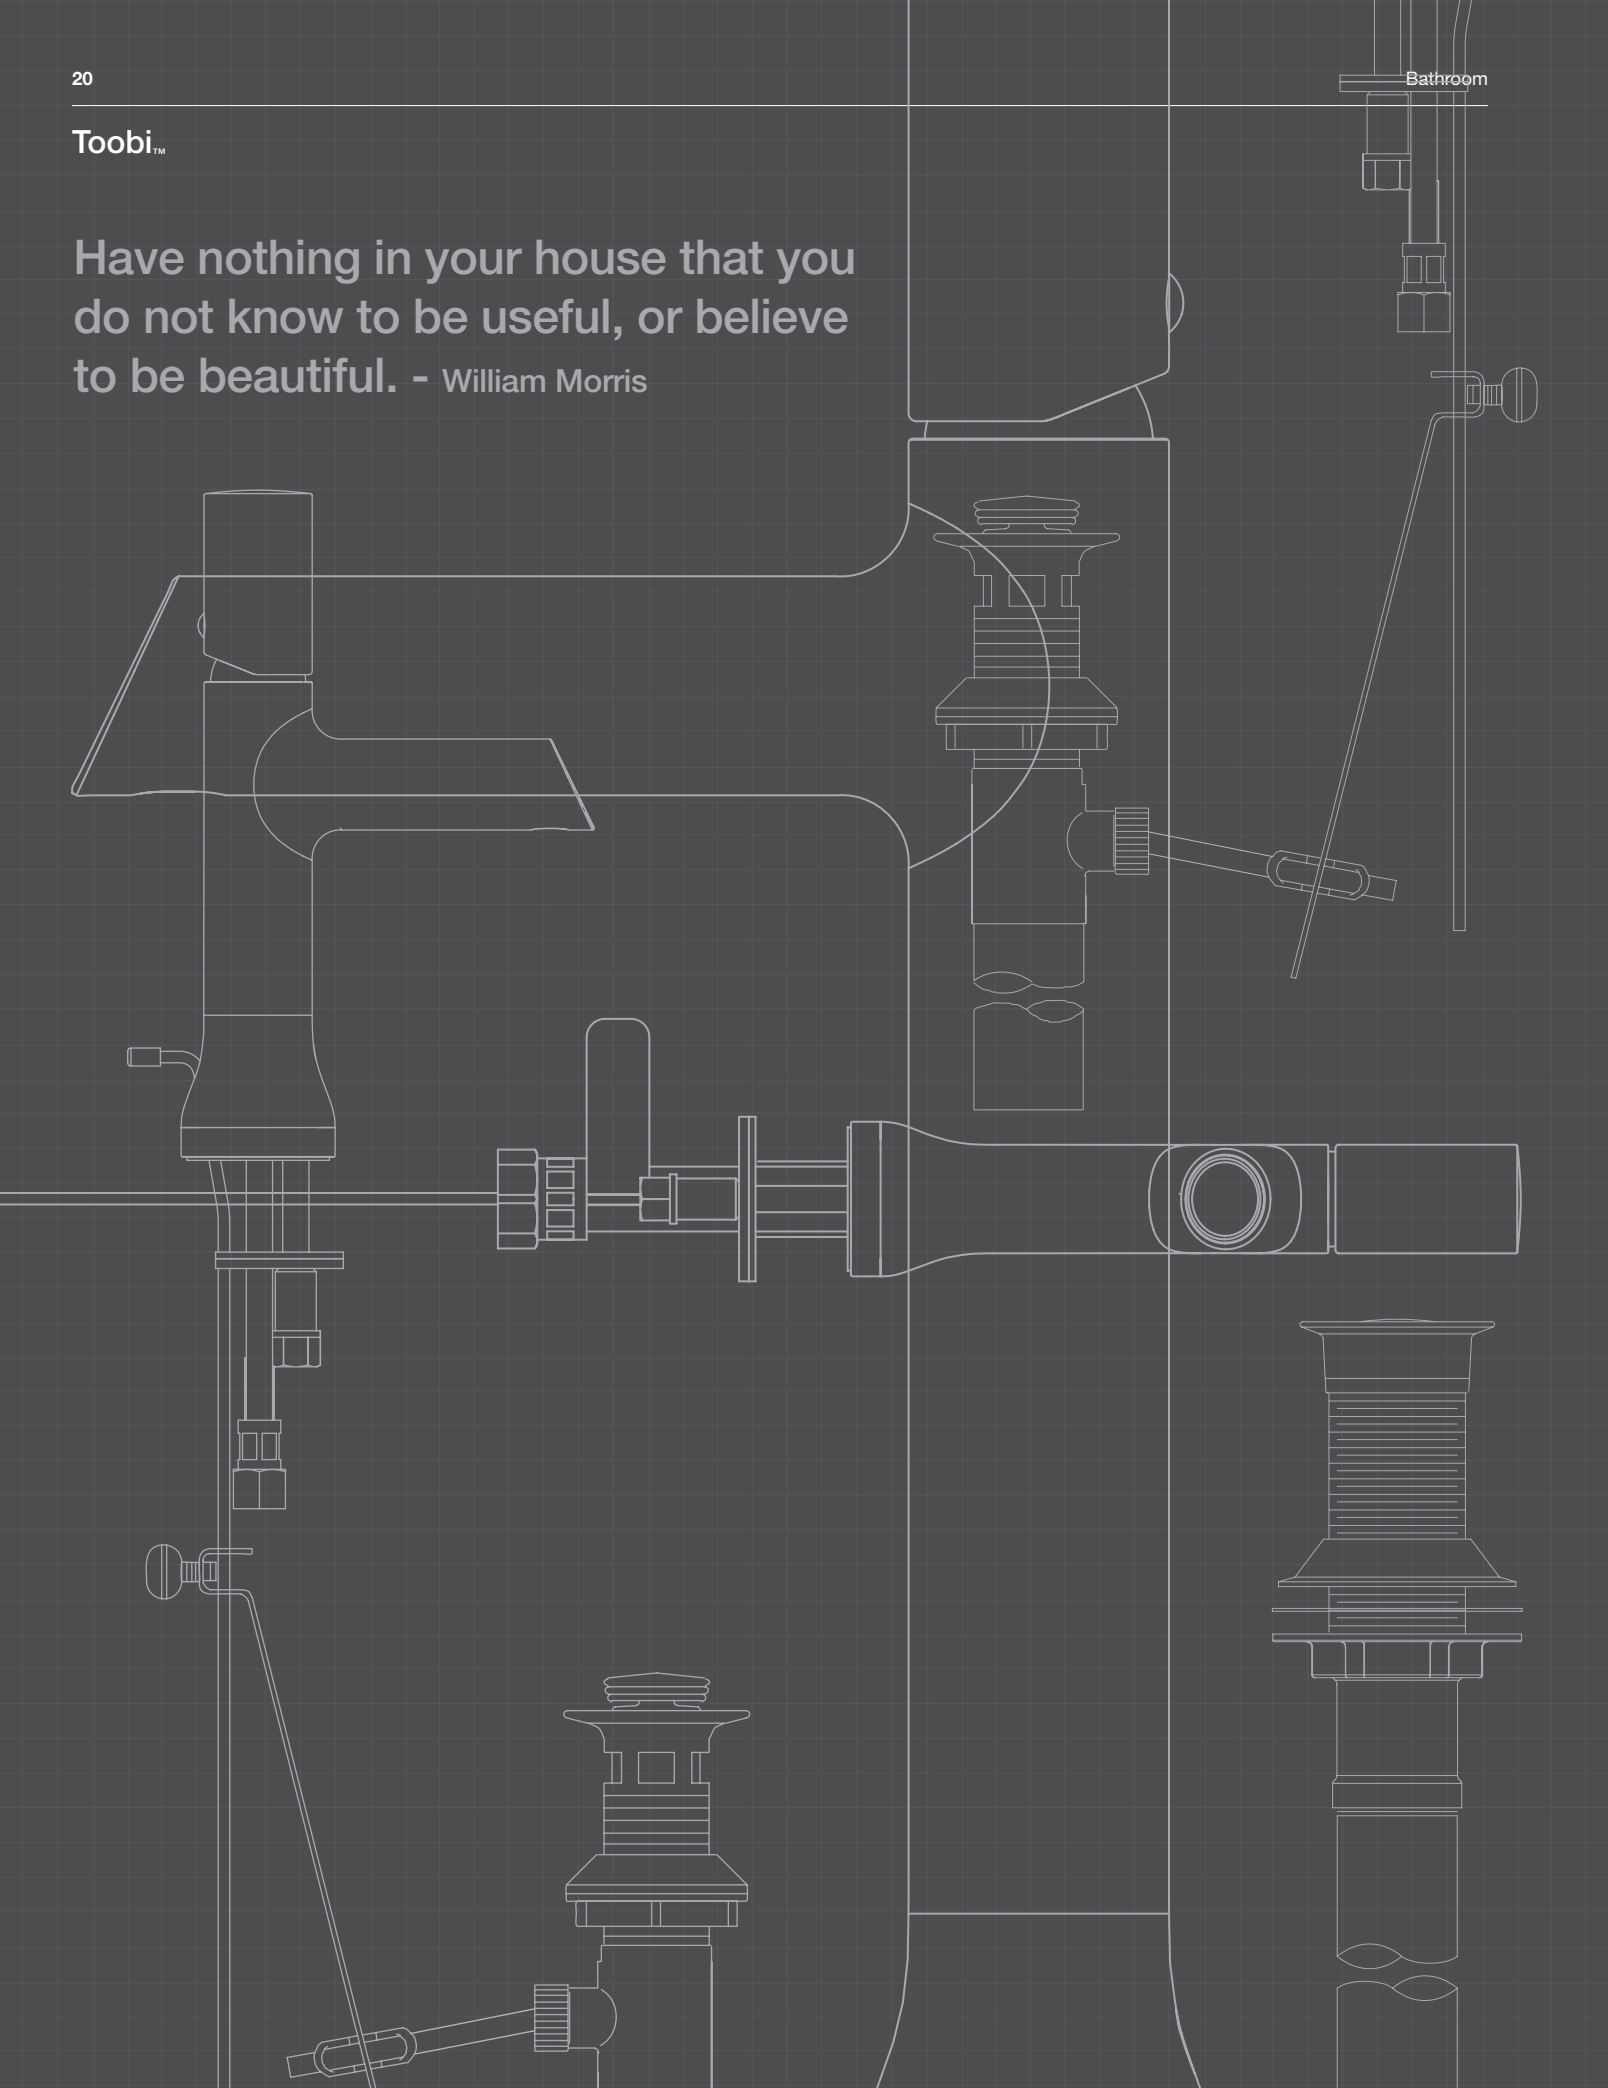 20
Bathroom
Toobi™
Have nothing in your house that you
do not know to be useful, or believe
to be beautiful. - William Morris